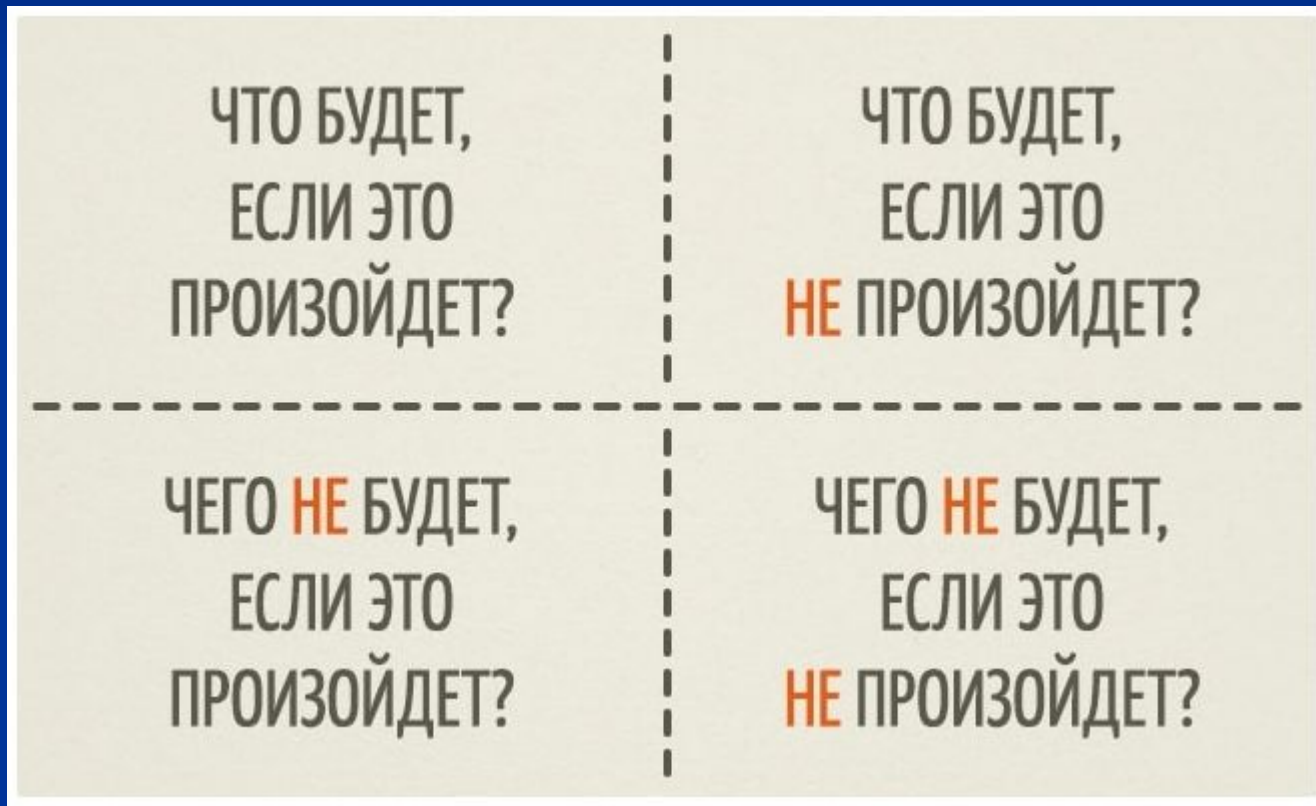 ЧТО БУДЕТ,
ЕСЛИ ЭТО
ПРОИЗОЙДЕТ?
ЧТО БУДЕТ,
ЕСЛИ ЭТО
НЕ ПРОИЗОЙДЕТ?
ЧЕГО НЕ БУДЕТ,
ЕСЛИ ЭТО
ПРОИЗОЙДЕТ?
ЧЕГО НЕ БУДЕТ,
ЕСЛИ ЭТО
НЕ ПРОИЗОЙДЕТ?